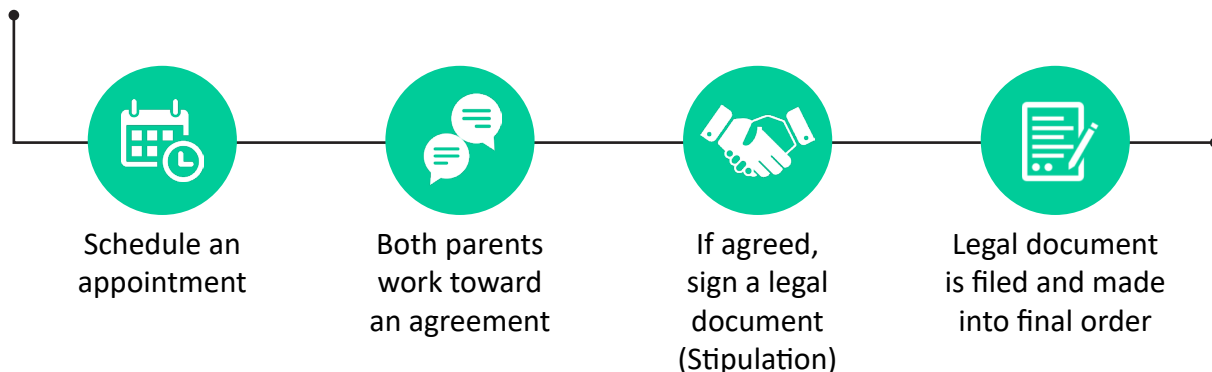 Schedule an
appointment
Both parents
work toward
an agreement
If agreed,
sign a legal
document
(Stipulation)
Legal document
is filed and made
into final order